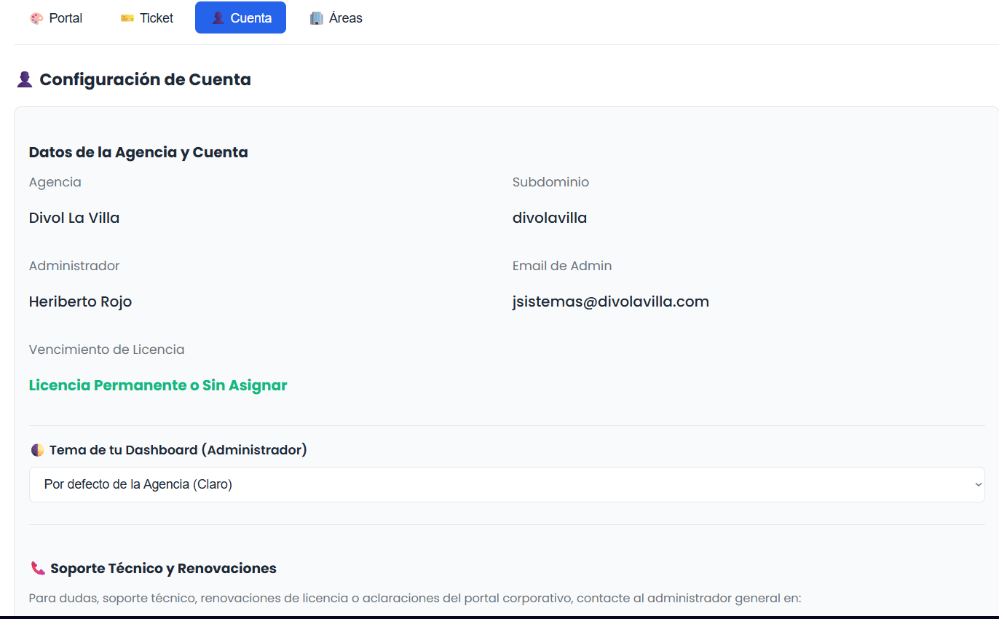 Portal
Ticket
Cuenta
Áreas
Configuración de Cuenta
Datos de la Agencia y Cuenta
Agencia
Subdominio
Divol La Villa
divolavilla
Administrador
Email de Admin
Heriberto Rojo
jsistemas@divolavilla.com
Vencimiento de Licencia
Licencia Permanente o Sin Asignar
Tema de tu Dashboard (Administrador)
Por defecto de la Agencia (Claro)
Soporte Técnico y Renovaciones
Para dudas, soporte técnico, renovaciones de licencia o aclaraciones del portal corporativo, contacte al administrador general en: